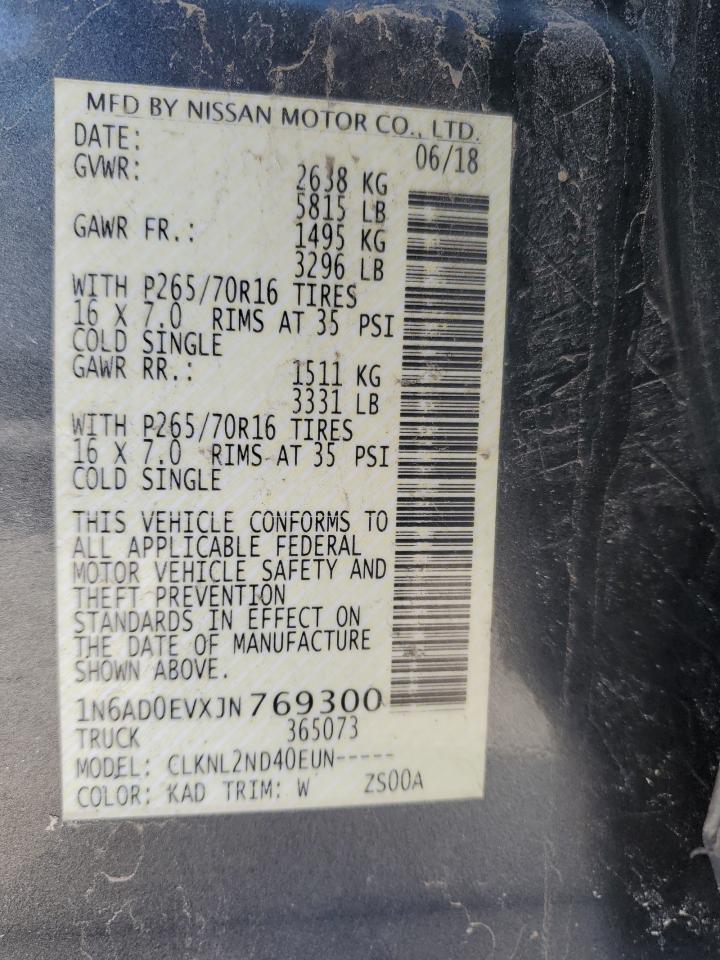 MFD BY NISSAN MOTOR CO., LTD.
DATE: 06/18
GVWR: 2638 KG
5815 LB
GAWR FR.: 1495 KG
3296 LB
WITH P265/70R16 TIRES
16 X 7.0 RIMS AT 35 PSI
COLD SINGLE
GAWR RR.: 1511 KG
3331 LB
WITH P265/70R16 TIRES
16 X 7.0 RIMS AT 35 PSI
COLD SINGLE
THIS VEHICLE CONFORMS TO
ALL APPLICABLE FEDERAL
MOTOR VEHICLE SAFETY AND
THEFT PREVENTION
STANDARDS IN EFFECT ON
THE DATE OF MANUFACTURE
SHOWN ABOVE.
1N6AD0EVXJN769300
TRUCK 365073
MODEL: CLKNL2ND40EUN-----
COLOR: KAD TRIM: W ZS00A